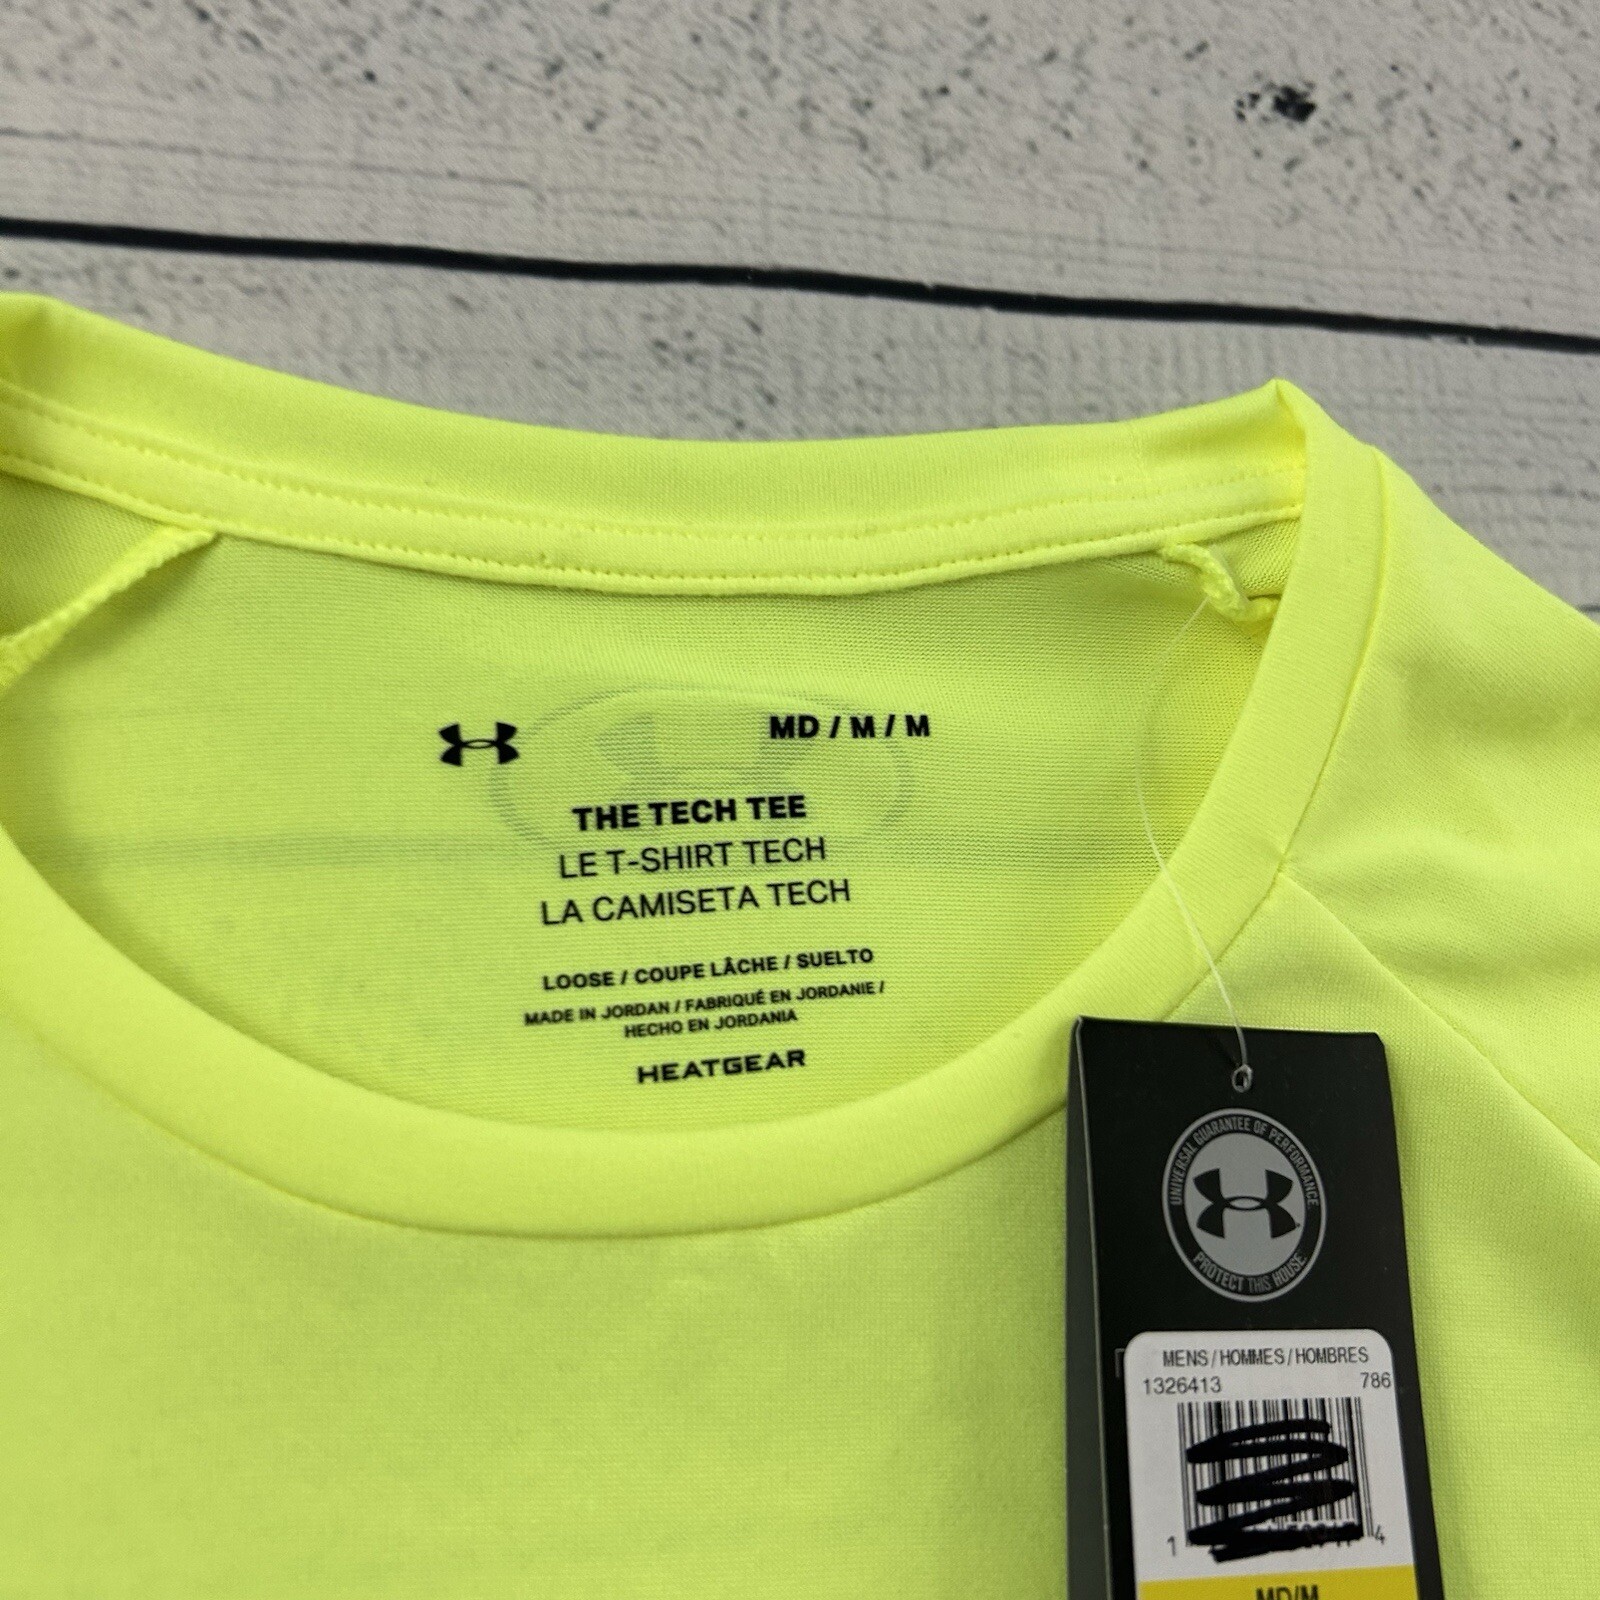 MD / M / M
THE TECH TEE
LE T-SHIRT TECH
LA CAMISETA TECH
LOOSE / COUPE LÂCHE / SUELTO
MADE IN JORDAN / FABRIQUÉ EN JORDANIE /
HECHO EN JORDANIA
HEATGEAR
UNIVERSAL GUARANTEE OF PERFORMANCE
PROTECT THIS HOUSE
MENS/HOMMES/HOMBRES
1326413 786
1 4
MD/M